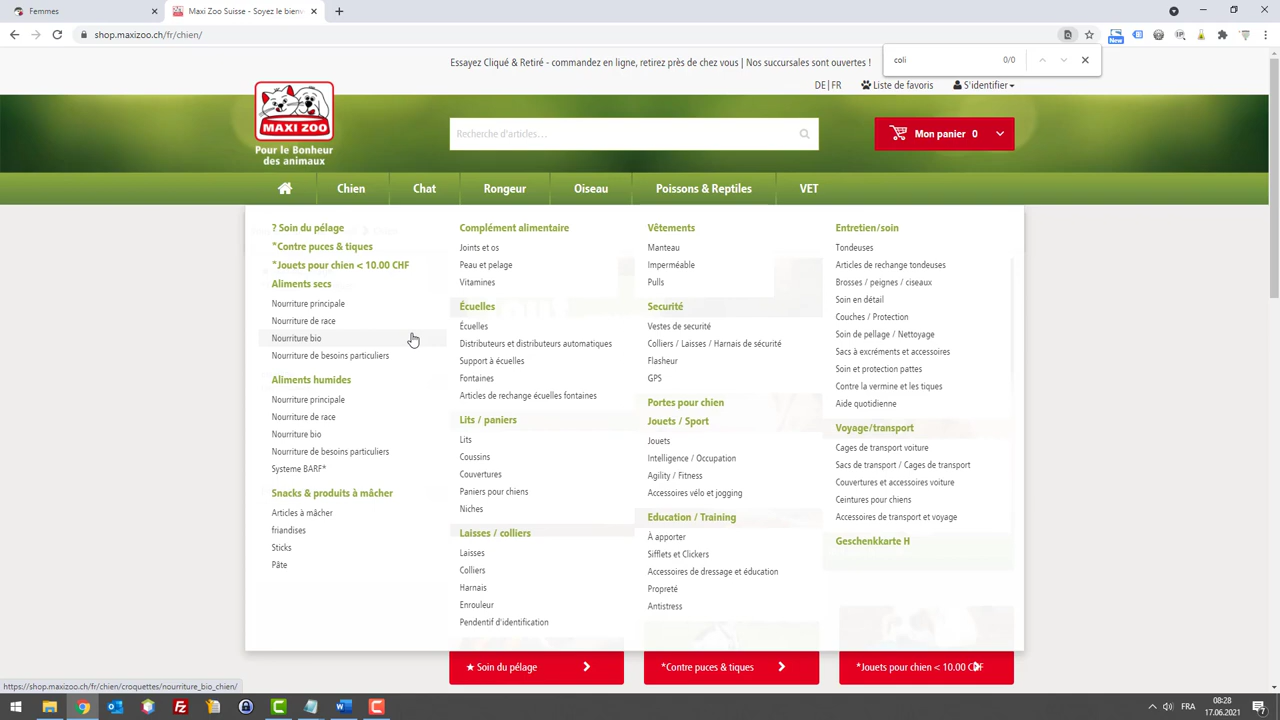 Femmes
Maxi Zoo Suisse - Soyez le bien
shop.maxizoo.ch/fr/chien/
New
coli
0/0
Essayez Cliqué & Retiré - commandez en ligne, retirez près de chez vous | Nos succursales sont ouvertes !
DE | FR
Liste de favoris
S'identifier
MAXI ZOO
Pour le Bonheur
des animaux
Recherche d'articles…
Mon panier 0
Chien
Chat
Rongeur
Oiseau
Poissons & Reptiles
VET
? Soin du pélage
*Contre puces & tiques
*Jouets pour chien < 10.00 CHF
Aliments secs
Nourriture principale
Nourriture de race
Nourriture bio
Nourriture de besoins particuliers
Aliments humides
Nourriture principale
Nourriture de race
Nourriture bio
Nourriture de besoins particuliers
Systeme BARF*
Snacks & produits à mâcher
Articles à mâcher
friandises
Sticks
Pâte
Complément alimentaire
Joints et os
Peau et pelage
Vitamines
Écuelles
Écuelles
Distributeurs et distributeurs automatiques
Support à écuelles
Fontaines
Articles de rechange écuelles fontaines
Lits / paniers
Lits
Coussins
Couvertures
Paniers pour chiens
Niches
Laisses / colliers
Laisses
Colliers
Harnais
Enrouleur
Pendentif d'identification
Vêtements
Manteau
Imperméable
Pulls
Securité
Vestes de securité
Colliers / Laisses / Harnais de sécurité
Flasheur
GPS
Portes pour chien
Jouets / Sport
Jouets
Intelligence / Occupation
Agility / Fitness
Accessoires vélo et jogging
Education / Training
À apporter
Sifflets et Clickers
Accessoires de dressage et éducation
Propreté
Antistress
Entretien/soin
Tondeuses
Articles de rechange tondeuses
Brosses / peignes / ciseaux
Soin en détail
Couches / Protection
Soin de pellage / Nettoyage
Sacs à excréments et accessoires
Soin et protection pattes
Contre la vermine et les tiques
Aide quotidienne
Voyage/transport
Cages de transport voiture
Sacs de transport / Cages de transport
Couvertures et accessoires voiture
Ceintures pour chiens
Accessoires de transport et voyage
Geschenkkarte H
★ Soin du pélage
*Contre puces & tiques
*Jouets pour chien < 10.00 CHF
https://shop.maxizoo.ch/fr/chien/croquettes/nourriture_bio_chien/
FRA
08:28
17.06.2021